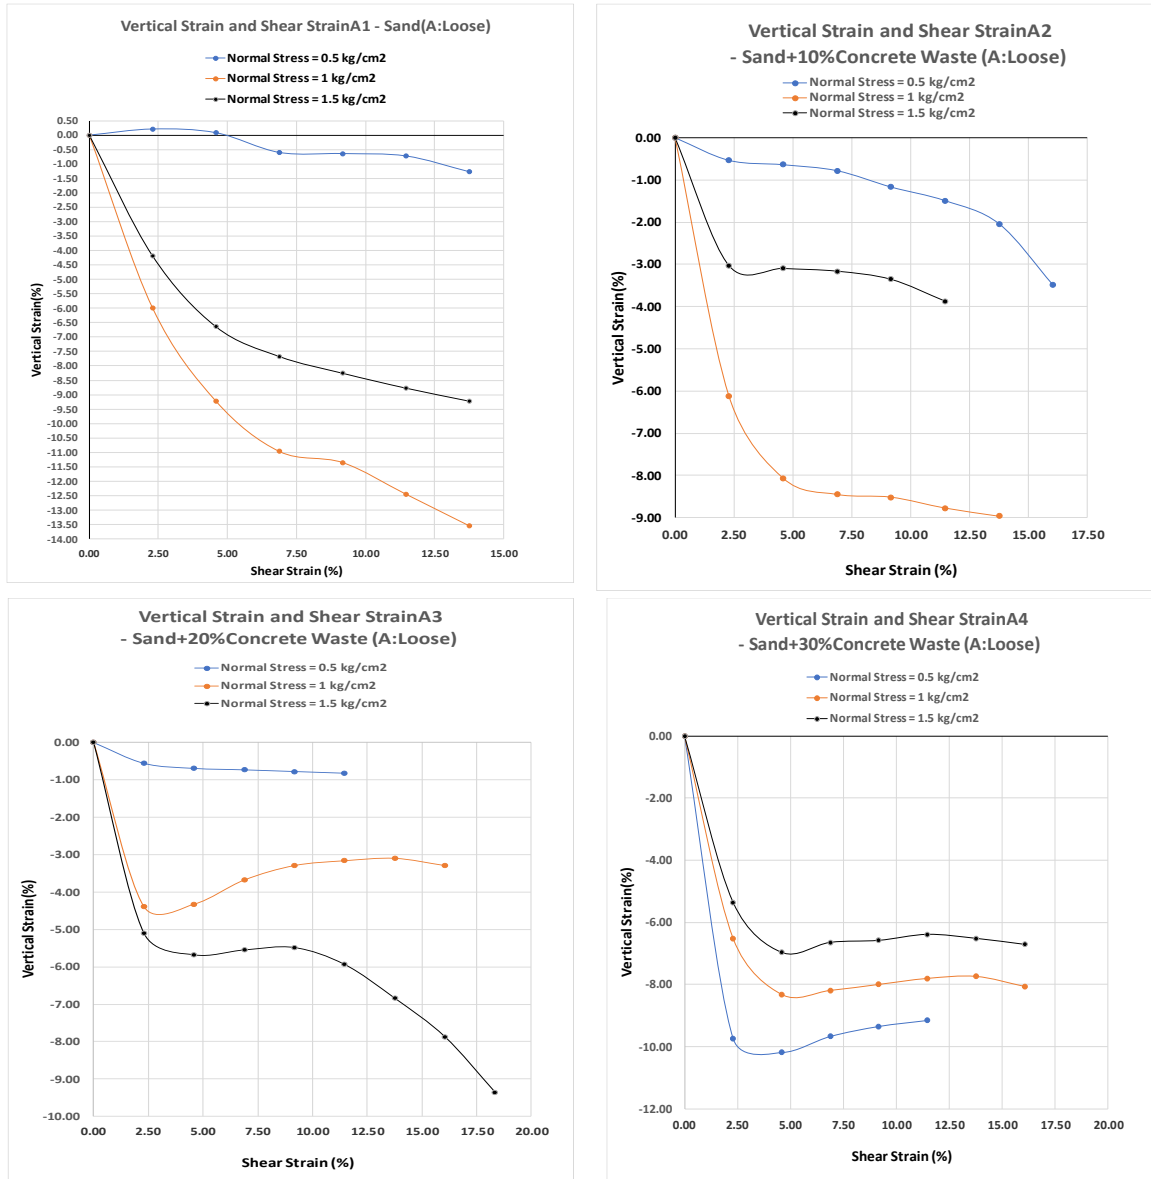 Vertical Strain and Shear StrainA1 - Sand(A:Loose)
Normal Stress = 0.5 kg/cm2
Normal Stress = 1 kg/cm2
Normal Stress = 1.5 kg/cm2
0.50
0.00
-0.50
-1.00
-1.50
-2.00
-2.50
-3.00
-3.50
-4.00
-4.50
-5.00
-5.50
-6.00
-6.50
-7.00
-7.50
-8.00
-8.50
-9.00
-9.50
-10.00
-10.50
-11.00
-11.50
-12.00
-12.50
-13.00
-13.50
-14.00
Vertical Strain(%)
0.00 2.50 5.00 7.50 10.00 12.50 15.00
Shear Strain (%)
Vertical Strain and Shear StrainA2
- Sand+10%Concrete Waste (A:Loose)
Normal Stress = 0.5 kg/cm2
Normal Stress = 1 kg/cm2
Normal Stress = 1.5 kg/cm2
0.00
-1.00
-2.00
-3.00
-4.00
-5.00
-6.00
-7.00
-8.00
-9.00
Vertical Strain(%)
0.00 2.50 5.00 7.50 10.00 12.50 15.00 17.50
Shear Strain (%)
Vertical Strain and Shear StrainA3
- Sand+20%Concrete Waste (A:Loose)
Normal Stress = 0.5 kg/cm2
Normal Stress = 1 kg/cm2
Normal Stress = 1.5 kg/cm2
0.00
-1.00
-2.00
-3.00
-4.00
-5.00
-6.00
-7.00
-8.00
-9.00
-10.00
Vertical Strain(%)
0.00 2.50 5.00 7.50 10.00 12.50 15.00 17.50 20.00
Shear Strain (%)
Vertical Strain and Shear StrainA4
- Sand+30%Concrete Waste (A:Loose)
Normal Stress = 0.5 kg/cm2
Normal Stress = 1 kg/cm2
Normal Stress = 1.5 kg/cm2
0.00
-2.00
-4.00
-6.00
-8.00
-10.00
-12.00
Vertical Strain(%)
0.00 2.50 5.00 7.50 10.00 12.50 15.00 17.50 20.00
Shear Strain (%)